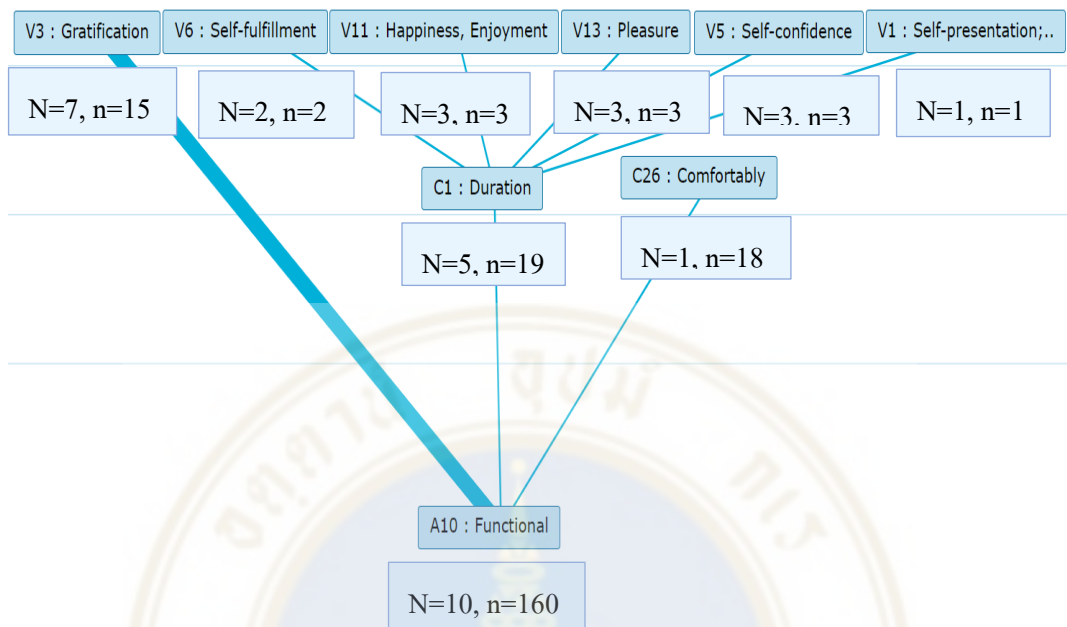 V3 : Gratification
V6 : Self-fulfillment
V11 : Happiness, Enjoyment
V13 : Pleasure
V5 : Self-confidence
V1 : Self-presentation;..
N=7, n=15
N=2, n=2
N=3, n=3
N=3, n=3
N=3, n=3
N=1, n=1
C1 : Duration
C26 : Comfortably
N=5, n=19
N=1, n=18
A10 : Functional
N=10, n=160